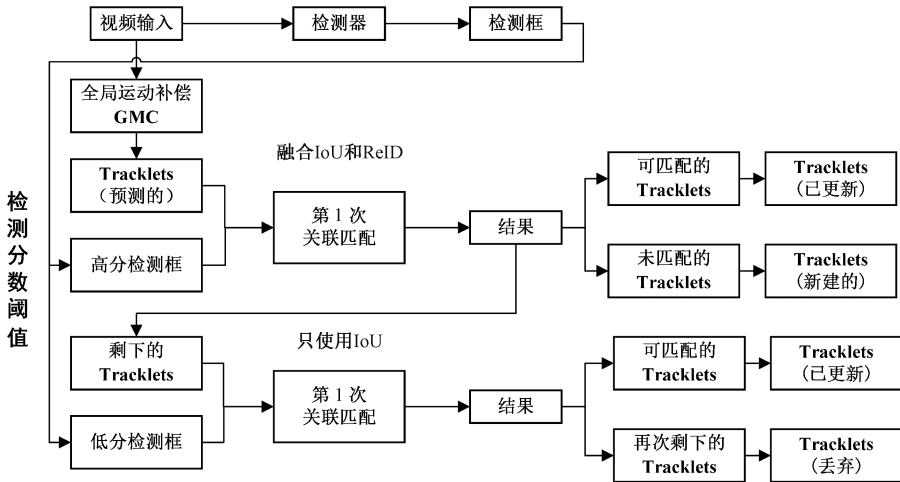 视频输入
检测器
检测框
全局运动补偿
GMC
检测分数阈值
Tracklets
（预测的）
高分检测框
融合IoU和ReID
第 1 次
关联匹配
结果
可匹配的
Tracklets
Tracklets
(已更新)
未匹配的
Tracklets
Tracklets
(新建的)
剩下的
Tracklets
低分检测框
只使用IoU
第 1 次
关联匹配
结果
可匹配的
Tracklets
Tracklets
(已更新)
再次剩下的
Tracklets
Tracklets
(丢弃)